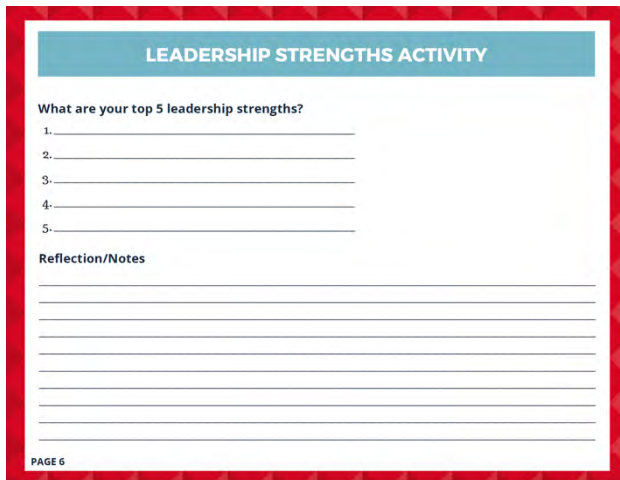 LEADERSHIP STRENGTHS ACTIVITY
What are your top 5 leadership strengths?
1.
2.
3.
4.
5.
Reflection/Notes
PAGE 6